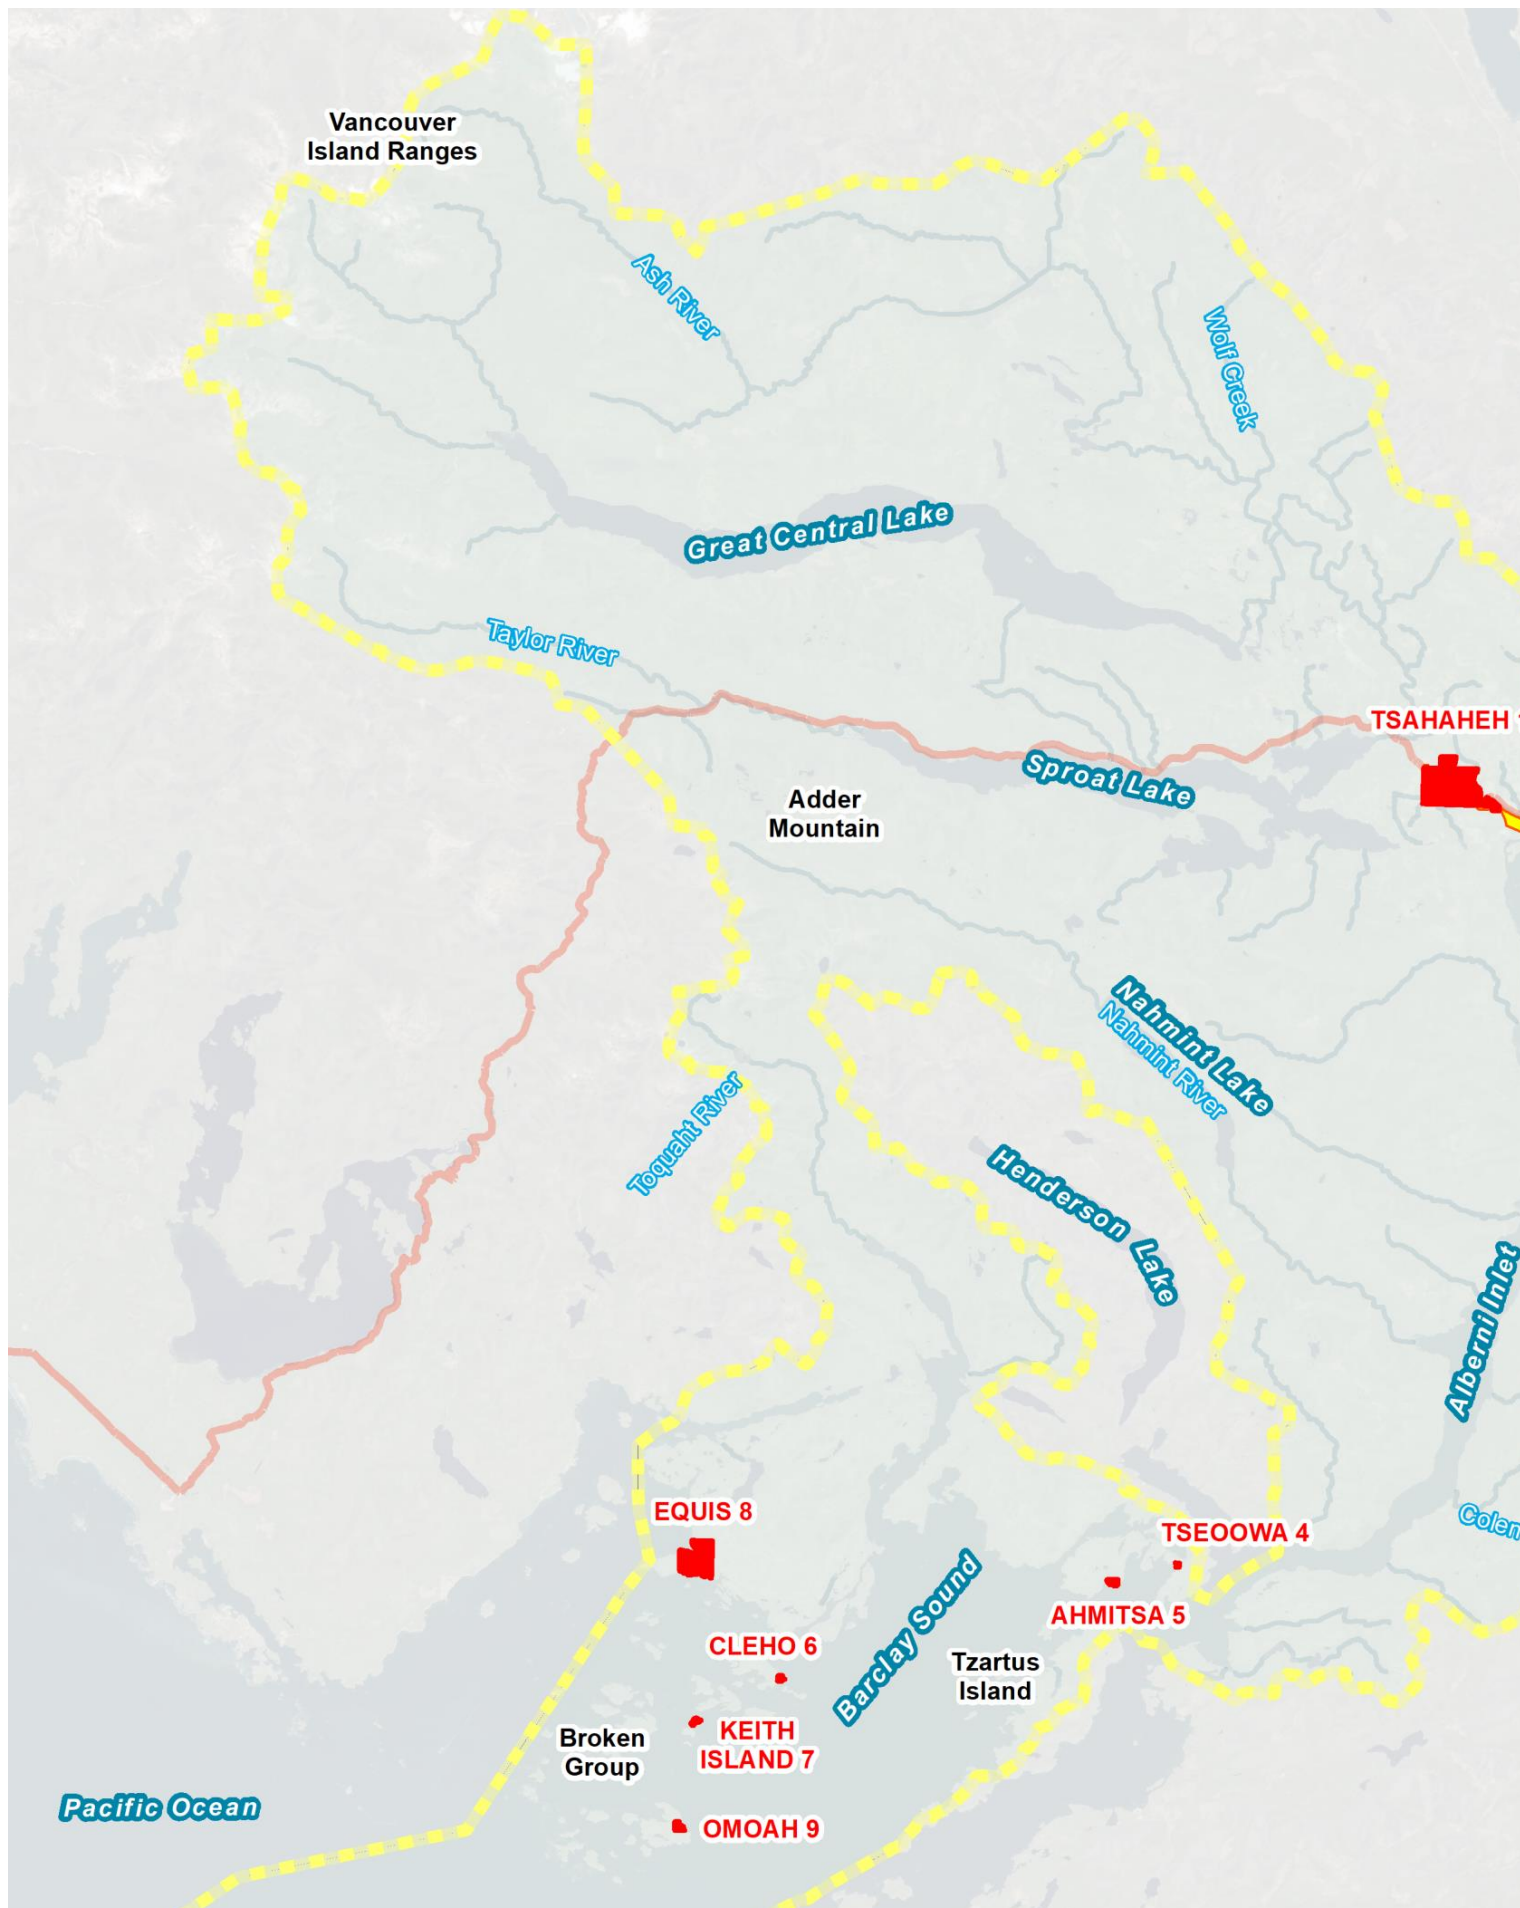 Vancouver
Island Ranges
Ash River
Wolf Creek
Great Central Lake
Taylor River
TSAHAHEH
Sproat Lake
Adder
Mountain
Nahmint Lake
Nahmint River
Toquaht River
Henderson Lake
Alberni Inlet
EQUIS 8
Colem
TSEOOWA 4
AHMITSA 5
Barclay Sound
CLEHO 6
Tzartus
Island
KEITH
ISLAND 7
Broken
Group
Pacific Ocean
OMOAH 9